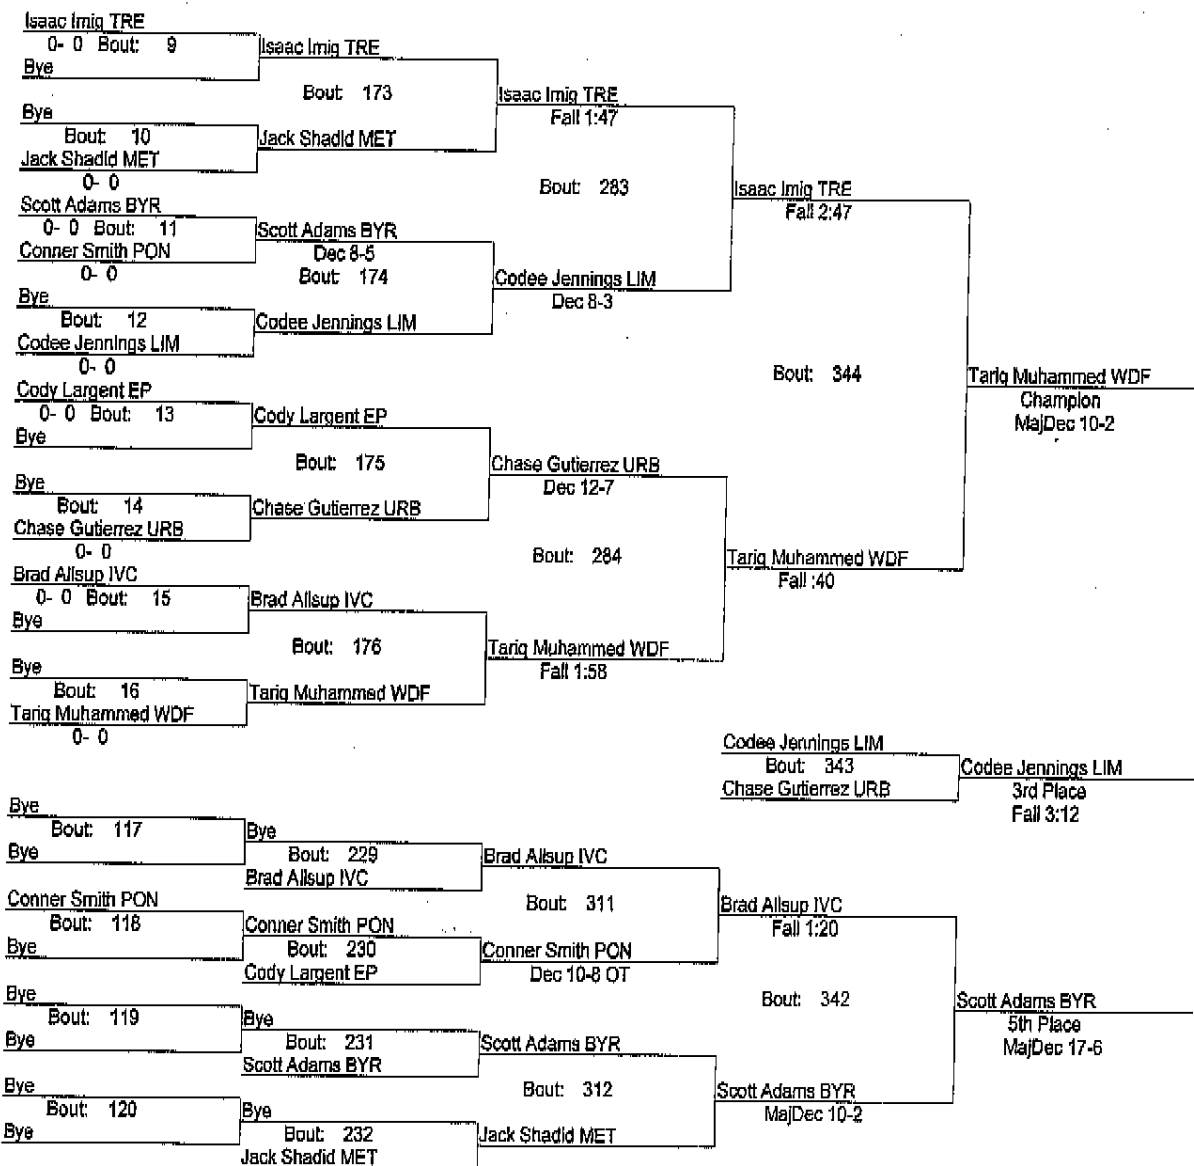 Isaac Imig TRE
0- 0 Bout: 9
Bye
Isaac Imig TRE
Bout: 173
Bye
Bout: 10
Jack Shadid MET
0- 0
Jack Shadid MET
Isaac Imig TRE
Fall 1:47
Bout: 283
Scott Adams BYR
0- 0 Bout: 11
Conner Smith PON
0- 0
Scott Adams BYR
Dec 8-5
Bout: 174
Bye
Bout: 12
Codee Jennings LIM
0- 0
Codee Jennings LIM
Codee Jennings LIM
Dec 8-3
Isaac Imig TRE
Fall 2:47
Bout: 344
Cody Largent EP
0- 0 Bout: 13
Bye
Cody Largent EP
Bout: 175
Bye
Bout: 14
Chase Gutierrez URB
0- 0
Chase Gutierrez URB
Chase Gutierrez URB
Dec 12-7
Bout: 284
Brad Allsup IVC
0- 0 Bout: 15
Bye
Brad Allsup IVC
Bout: 176
Bye
Bout: 16
Tariq Muhammed WDF
0- 0
Tariq Muhammed WDF
Tariq Muhammed WDF
Fall 1:58
Tariq Muhammed WDF
Fall :40
Tariq Muhammed WDF
Champion
MajDec 10-2
Codee Jennings LIM
Bout: 343
Chase Gutierrez URB
Codee Jennings LIM
3rd Place
Fall 3:12
Bye
Bout: 117
Bye
Bye
Bout: 229
Brad Allsup IVC
Brad Allsup IVC
Bout: 311
Conner Smith PON
Bout: 118
Bye
Conner Smith PON
Bout: 230
Cody Largent EP
Conner Smith PON
Dec 10-8 OT
Brad Allsup IVC
Fall 1:20
Bout: 342
Bye
Bout: 119
Bye
Bye
Bout: 231
Scott Adams BYR
Scott Adams BYR
Bout: 312
Bye
Bout: 120
Bye
Bye
Bout: 232
Jack Shadid MET
Jack Shadid MET
Scott Adams BYR
MajDec 10-2
Scott Adams BYR
5th Place
MajDec 17-6